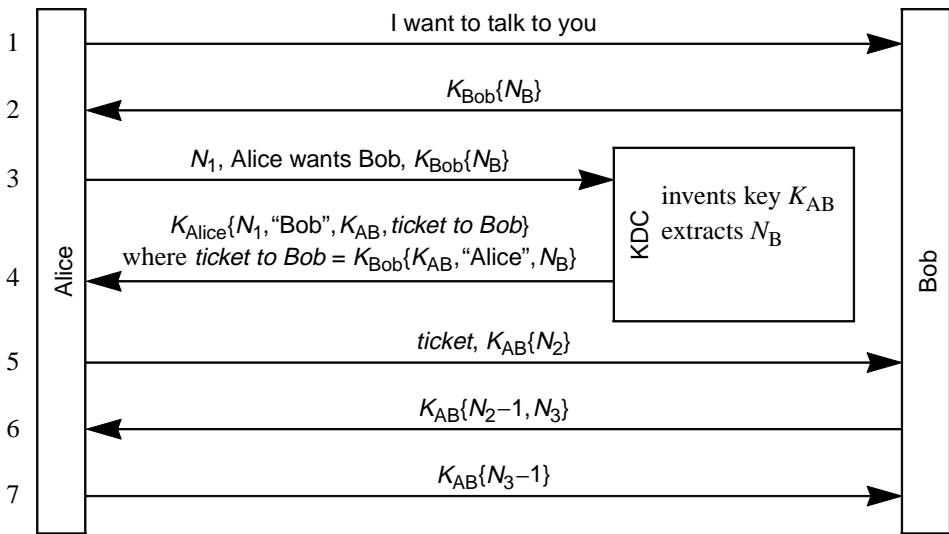 1
I want to talk to you
2
K_Bob{N_B}
3
N_1, Alice wants Bob, K_Bob{N_B}
4
K_Alice{N_1,“Bob”, K_AB, ticket to Bob}
where ticket to Bob = K_Bob{K_AB,“Alice”, N_B}
KDC
invents key K_AB
extracts N_B
Alice
Bob
5
ticket, K_AB{N_2}
6
K_AB{N_2−1, N_3}
7
K_AB{N_3−1}